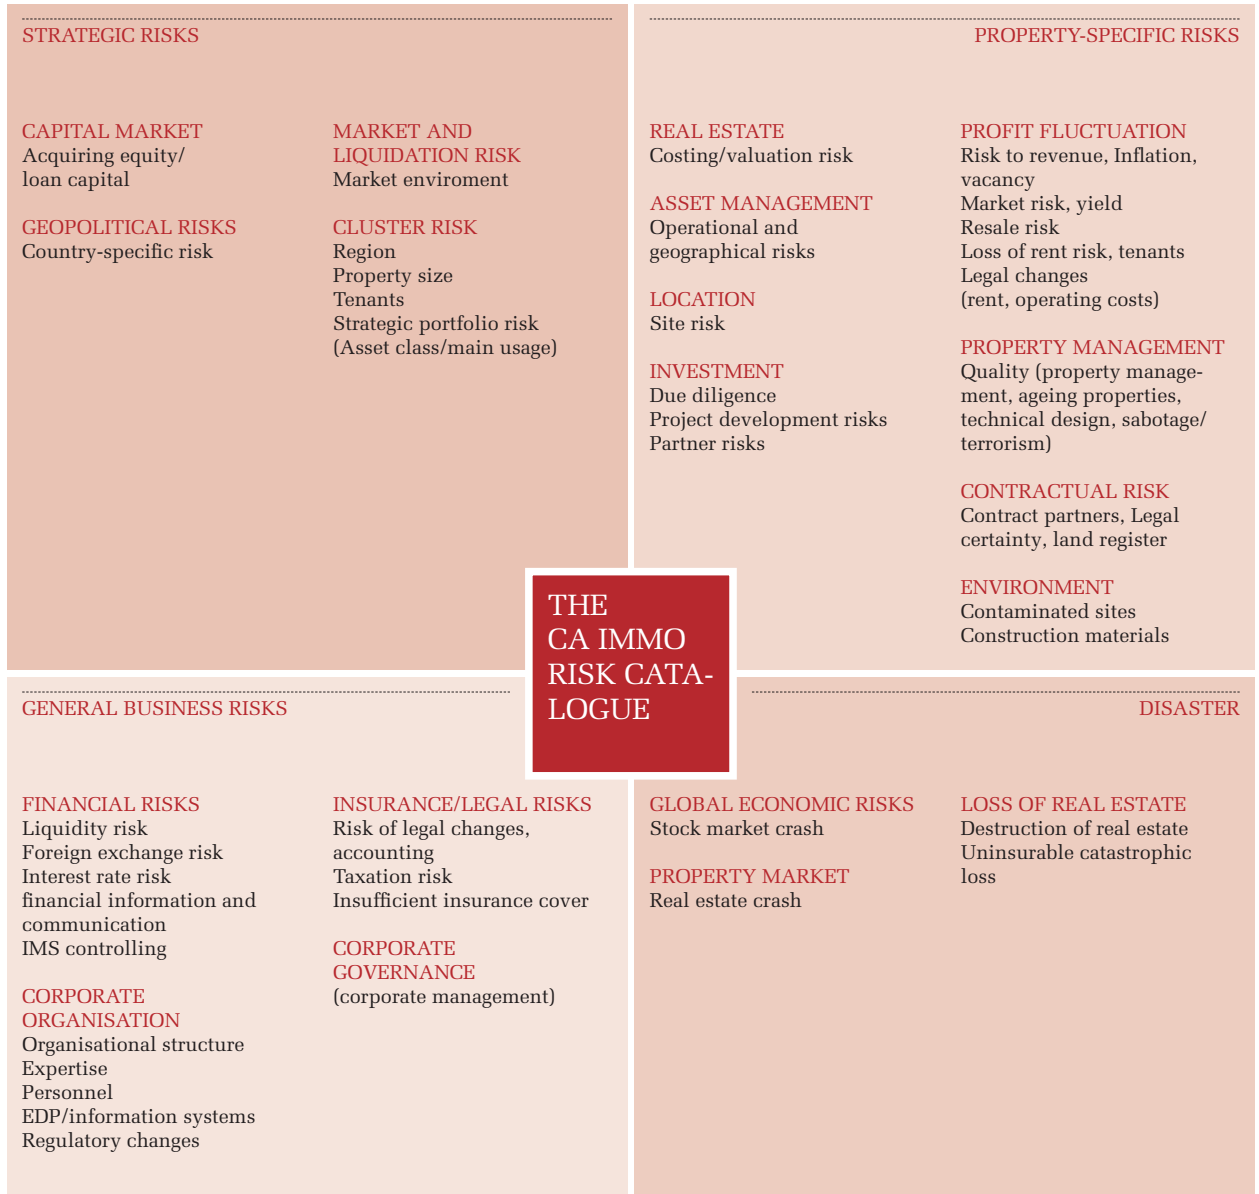 STRATEGIC RISKS
CAPITAL MARKET
Acquiring equity/
loan capital
GEOPOLITICAL RISKS
Country-specific risk
MARKET AND
LIQUIDATION RISK
Market enviroment
CLUSTER RISK
Region
Property size
Tenants
Strategic portfolio risk
(Asset class/main usage)
PROPERTY-SPECIFIC RISKS
REAL ESTATE
Costing/valuation risk
ASSET MANAGEMENT
Operational and
geographical risks
LOCATION
Site risk
INVESTMENT
Due diligence
Project development risks
Partner risks
PROFIT FLUCTUATION
Risk to revenue, Inflation,
vacancy
Market risk, yield
Resale risk
Loss of rent risk, tenants
Legal changes
(rent, operating costs)
PROPERTY MANAGEMENT
Quality (property manage-
ment, ageing properties,
technical design, sabotage/
terrorism)
CONTRACTUAL RISK
Contract partners, Legal
certainty, land register
ENVIRONMENT
Contaminated sites
Construction materials
THE
CA IMMO
RISK CATA-
LOGUE
GENERAL BUSINESS RISKS
FINANCIAL RISKS
Liquidity risk
Foreign exchange risk
Interest rate risk
financial information and
communication
IMS controlling
CORPORATE
ORGANISATION
Organisational structure
Expertise
Personnel
EDP/information systems
Regulatory changes
INSURANCE/LEGAL RISKS
Risk of legal changes,
accounting
Taxation risk
Insufficient insurance cover
CORPORATE
GOVERNANCE
(corporate management)
DISASTER
GLOBAL ECONOMIC RISKS
Stock market crash
PROPERTY MARKET
Real estate crash
LOSS OF REAL ESTATE
Destruction of real estate
Uninsurable catastrophic
loss